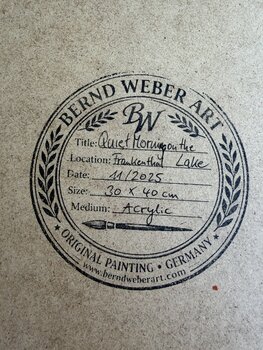 BERND WEBER ART
BW
Title: Quiet Morning on the
Location: Frankenthal Lake
Date: 11/2025
Size: 30 x 40 cm
Medium: Acrylic
ORIGINAL PAINTING • GERMANY
www.berndweberart.com